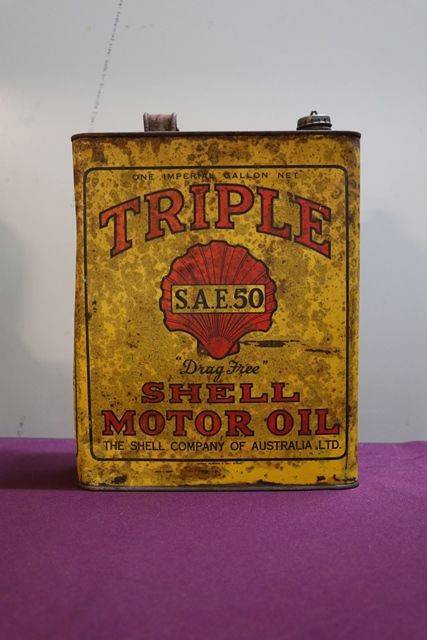 ONE IMPERIAL GALLON NET
TRIPLE
S.A.E.50
"Drag Free"
SHELL
MOTOR OIL
THE SHELL COMPANY OF AUSTRALIA, LTD.